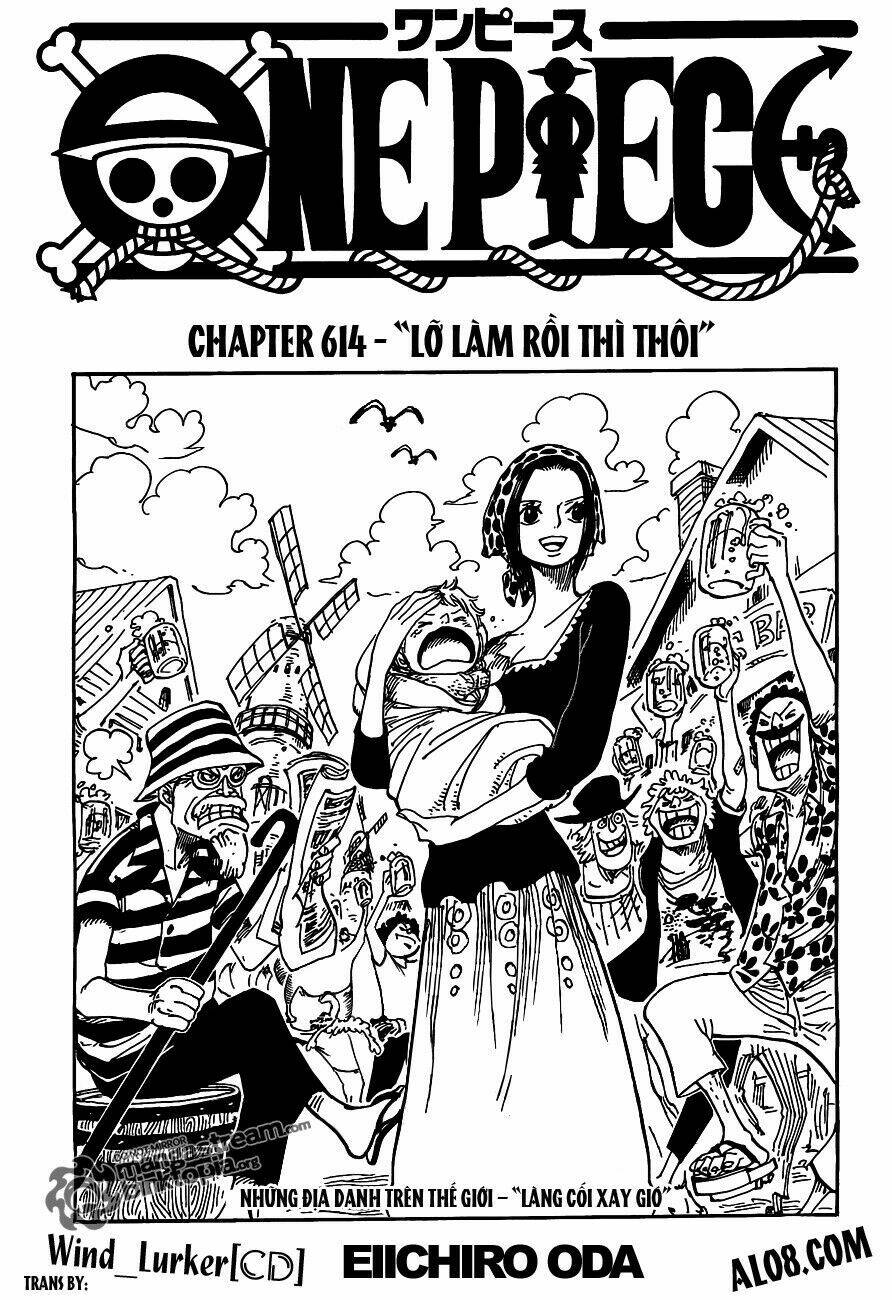 ワンピース
ONE PIECE
CHAPTER 614 - "LỠ LÀM RỒI THÌ THÔI"
BAR
NHỮNG ĐỊA DANH TRÊN THẾ GIỚI - "LÀNG CỐI XAY GIÓ"
Wind_Lurker[CD]
TRANS BY:
EIICHIRO ODA
ALO8.COM